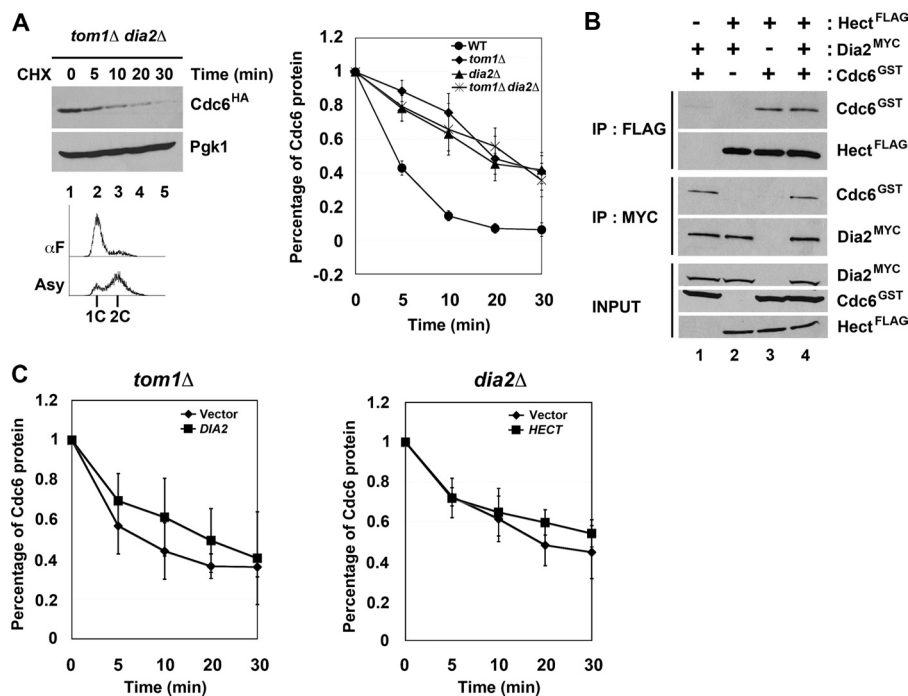 A
tom1Δ dia2Δ
CHX 0 5 10 20 30 Time (min)
Cdc6HA
Pgk1
1 2 3 4 5
αF
Asy
1C 2C
Percentage of Cdc6 protein
1.2
1
0.8
0.6
0.4
0.2
0
-0.2
0 5 10 20 30
Time (min)
WT
tom1Δ
dia2Δ
tom1Δ dia2Δ
B
- + + + : HectFLAG
+ + - + : Dia2MYC
+ - + + : Cdc6GST
IP : FLAG
Cdc6GST
HectFLAG
IP : MYC
Cdc6GST
Dia2MYC
INPUT
Dia2MYC
Cdc6GST
HectFLAG
1 2 3 4
C
tom1Δ
Percentage of Cdc6 protein
1.2
1
0.8
0.6
0.4
0.2
0
0 5 10 20 30
Time (min)
Vector
DIA2
dia2Δ
Percentage of Cdc6 protein
1.2
1
0.8
0.6
0.4
0.2
0
0 5 10 20 30
Time (min)
Vector
HECT